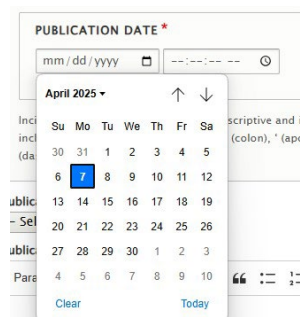 PUBLICATION DATE *
mm/dd/yyyy --:--:-- --
April 2025
Su Mo Tu We Th Fr Sa
30 31 1 2 3 4 5
6 7 8 9 10 11 12
13 14 15 16 17 18 19
20 21 22 23 24 25 26
27 28 29 30 1 2 3
4 5 6 7 8 9 10
Clear Today
scriptive and
(colon), '
(da
Para